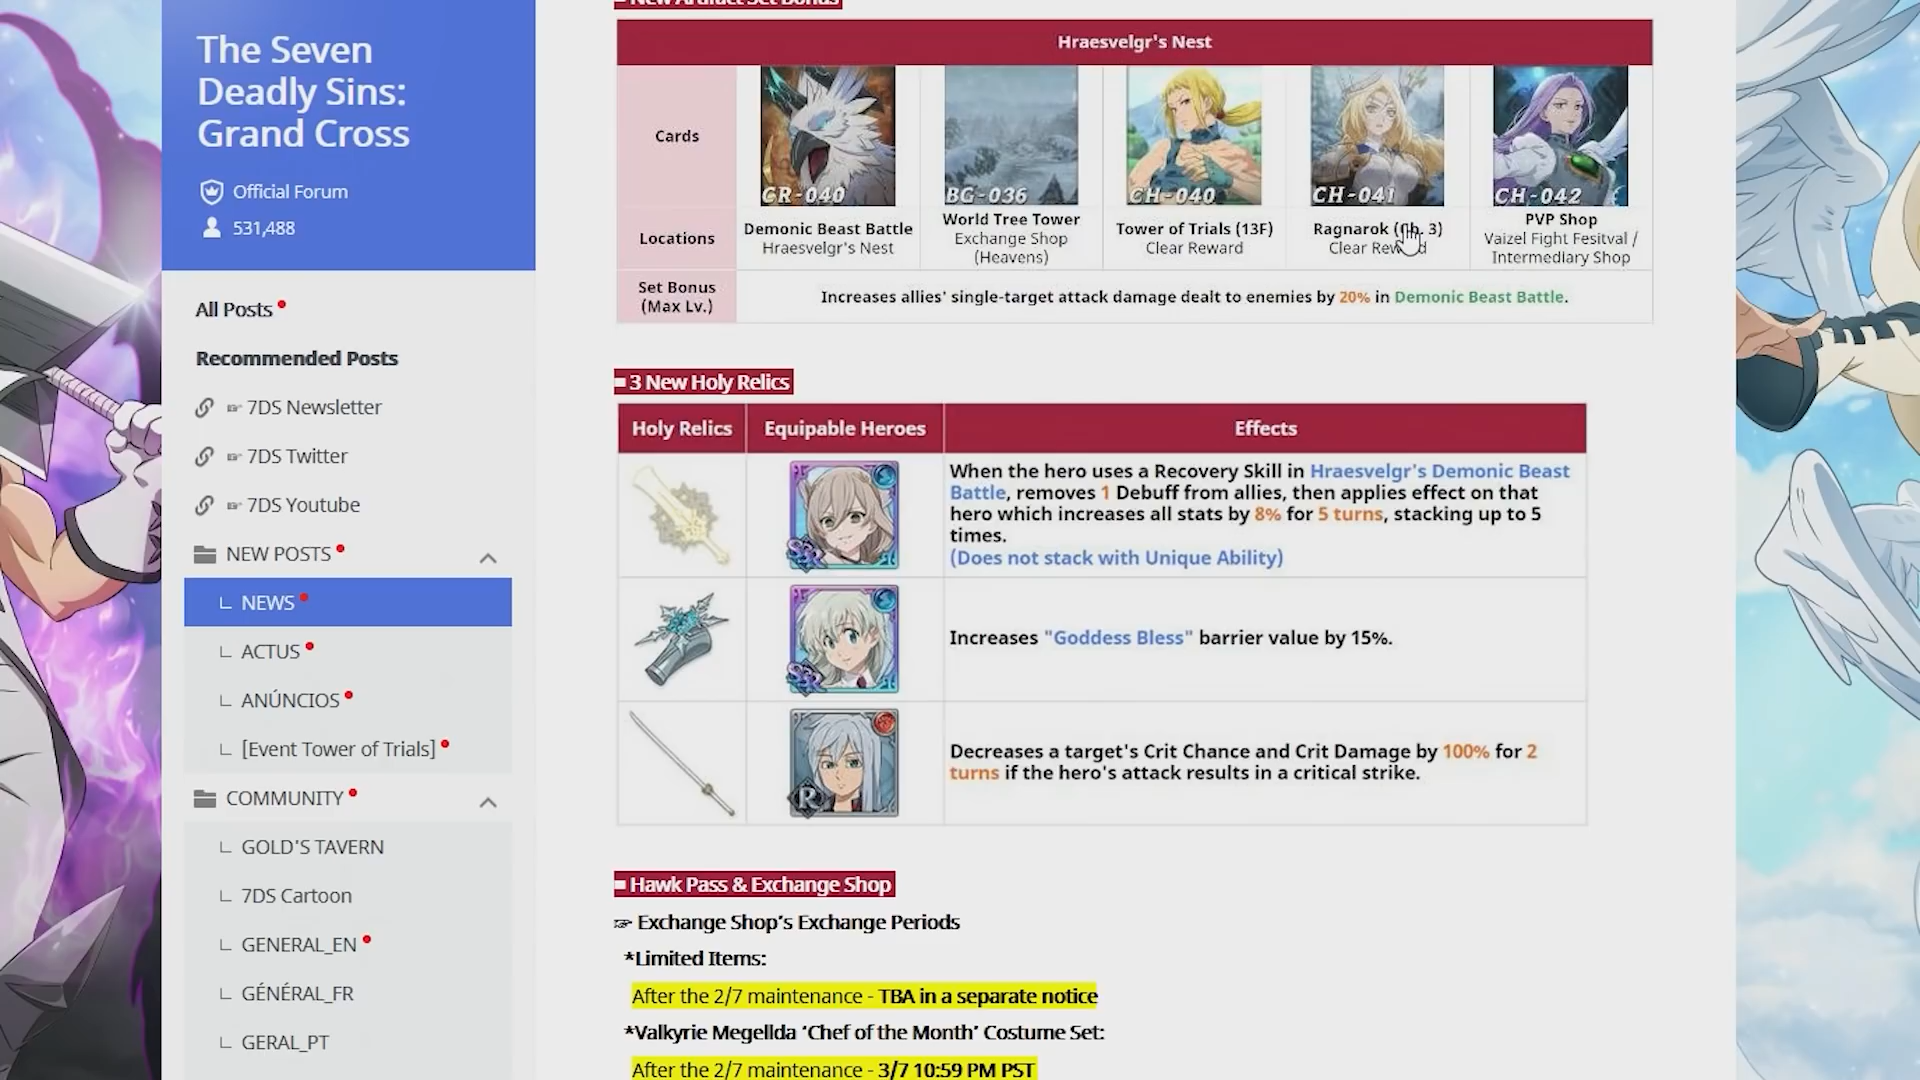 The Seven
Deadly Sins:
Grand Cross
Official Forum
531,488
All Posts
Recommended Posts
7DS Newsletter
7DS Twitter
7DS Youtube
NEW POSTS
NEWS
ACTUS
ANÚNCIOS
[Event Tower of Trials]
COMMUNITY
GOLD'S TAVERN
7DS Cartoon
GENERAL_EN
GÉNÉRAL_FR
GERAL_PT
New Artifact Set Bonus
Hraesvelgr's Nest
Cards
CR-040
BG-036
CH-040
CH-041
CH-042
Locations
Demonic Beast Battle
Hraesvelgr's Nest
World Tree Tower
Exchange Shop
(Heavens)
Tower of Trials (13F)
Clear Reward
Ragnarok (Ch. 3)
Clear Reward
PVP Shop
Vaizel Fight Fesitval /
Intermediary Shop
Set Bonus
(Max Lv.)
Increases allies' single-target attack damage dealt to enemies by 20% in Demonic Beast Battle.
■ 3 New Holy Relics
Holy Relics
Equipable Heroes
Effects
When the hero uses a Recovery Skill in Hraesvelgr's Demonic Beast
Battle, removes 1 Debuff from allies, then applies effect on that
hero which increases all stats by 8% for 5 turns, stacking up to 5
times.
(Does not stack with Unique Ability)
SR
Increases "Goddess Bless" barrier value by 15%.
SR
Decreases a target's Crit Chance and Crit Damage by 100% for 2
turns if the hero's attack results in a critical strike.
R
■ Hawk Pass & Exchange Shop
☞ Exchange Shop's Exchange Periods
*Limited Items:
After the 2/7 maintenance - TBA in a separate notice
*Valkyrie Megellda ‘Chef of the Month’ Costume Set:
After the 2/7 maintenance - 3/7 10:59 PM PST